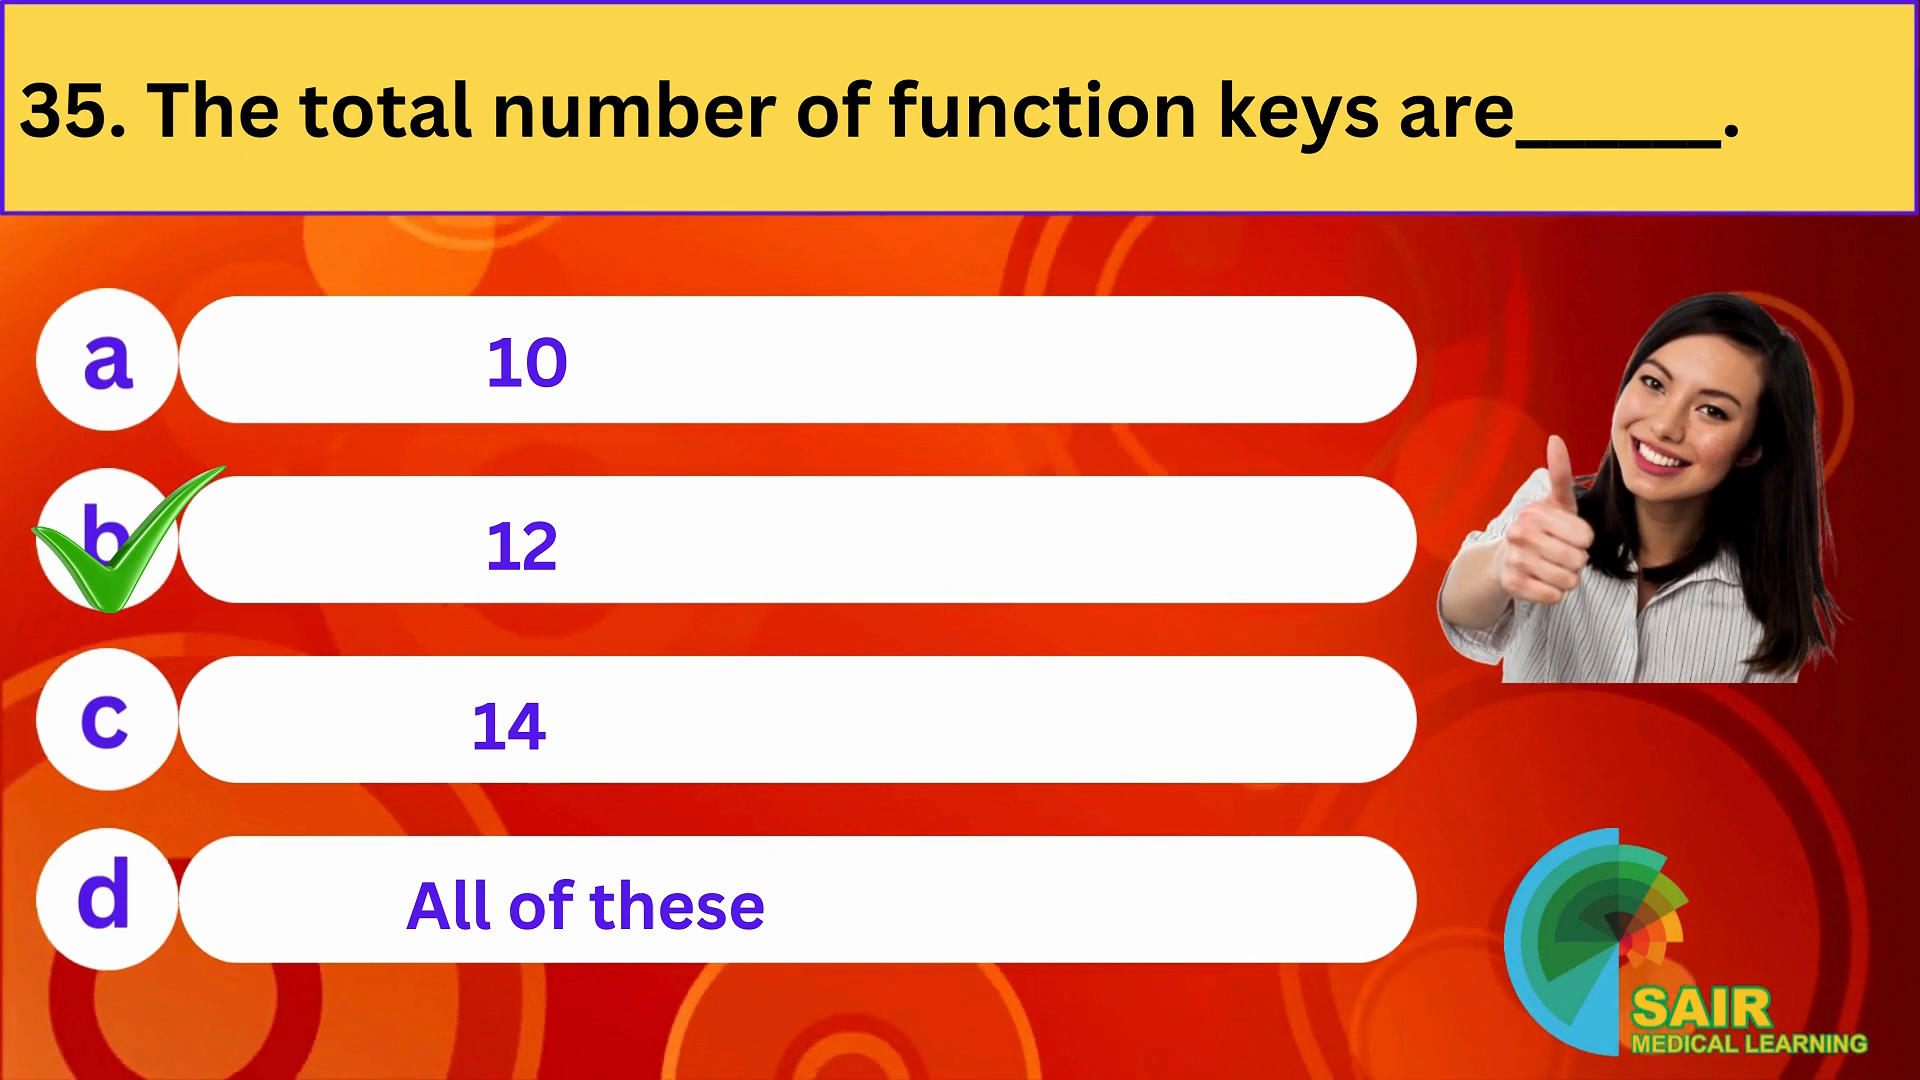 35. The total number of function keys are______.
a
10
b
12
c
14
d
All of these
SAIR
MEDICAL LEARNING